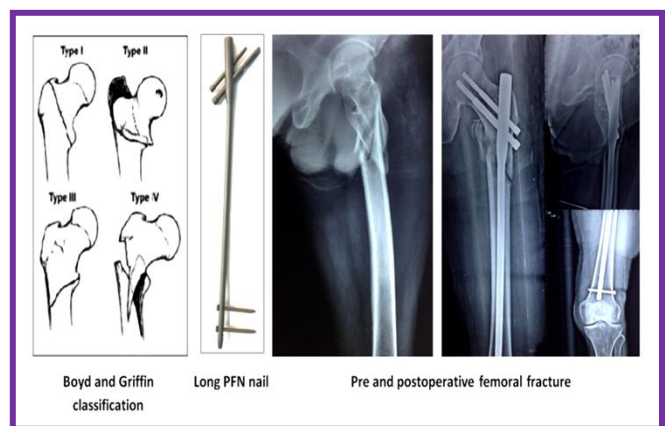 Type I
Type II
Type III
Type IV
Boyd and Griffin
classification
Long PFN nail
Pre and postoperative femoral fracture